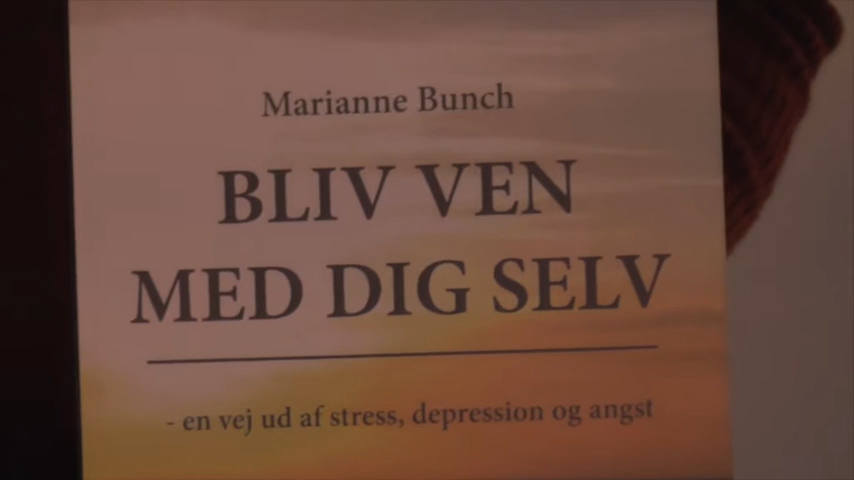 Marianne Bunch
BLIV VEN
MED DIG SELV
- en vej ud af stress, depression og angst